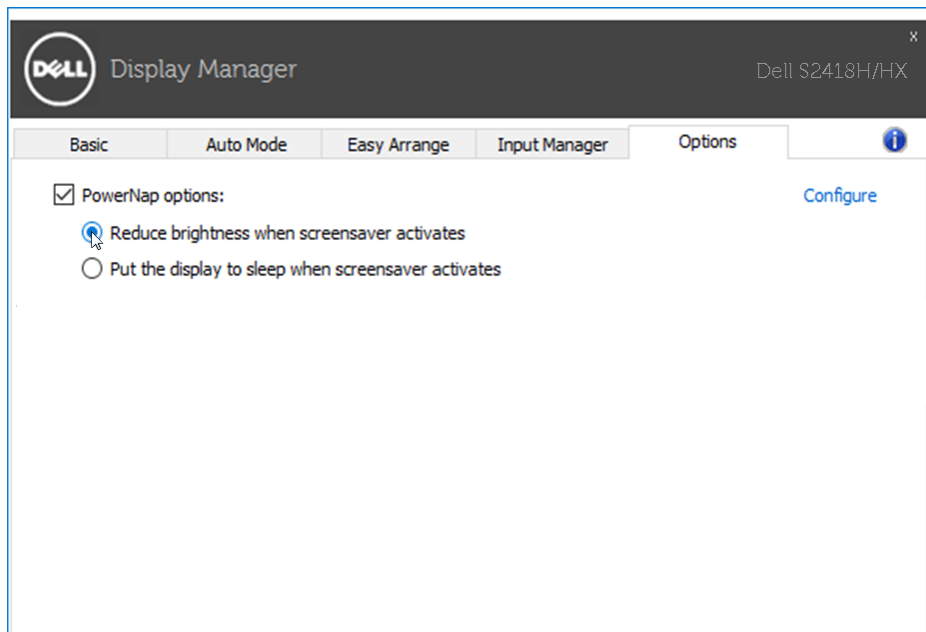 x
DELL Display Manager
Dell S2418H/HX
Basic Auto Mode Easy Arrange Input Manager Options i
PowerNap options: Configure
Reduce brightness when screensaver activates
Put the display to sleep when screensaver activates